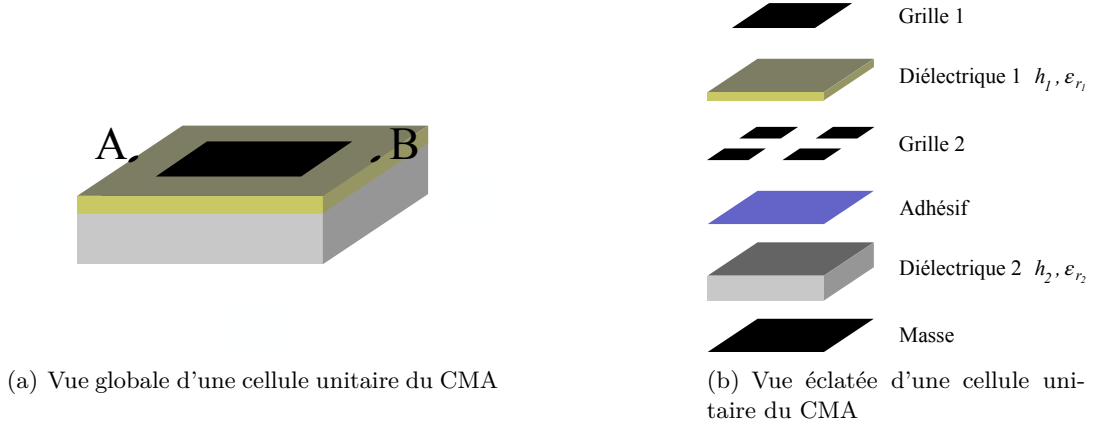 A
B
(a) Vue globale d'une cellule unitaire du CMA
Grille 1
Diélectrique 1 h₁, εr₁
Grille 2
Adhésif
Diélectrique 2 h₂, εr₂
Masse
(b) Vue éclatée d'une cellule uni-
taire du CMA